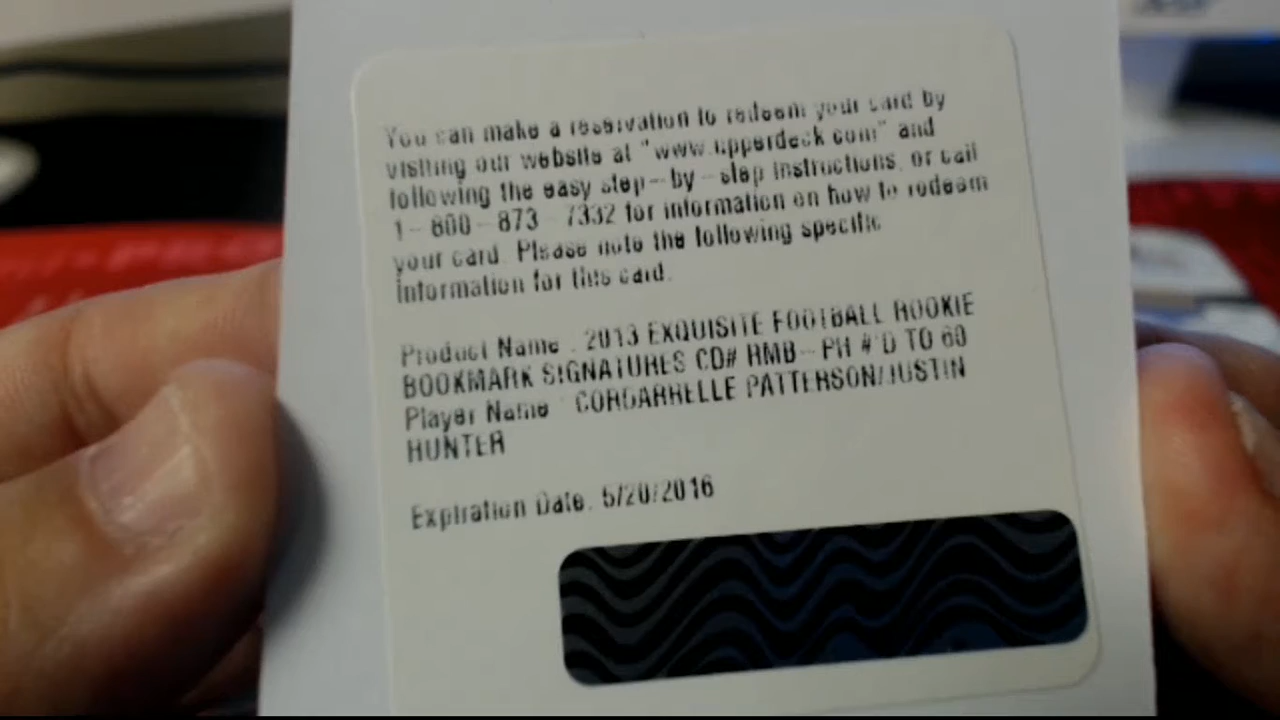 You can make a reservation to redeem your card by
visiting our website at "www.upperdeck com" and
following the easy step-by-step instructions, or call
1-800-873-7332 for information on how to redeem
your card. Please note the following specific
information for this card.
Product Name : 2013 EXQUISITE FOOTBALL ROOKIE
BOOKMARK SIGNATURES CD# RMB-PH #'D TO 60
Player Name : CORDARRELLE PATTERSON/JUSTIN
HUNTER
Expiration Date: 5/20/2016